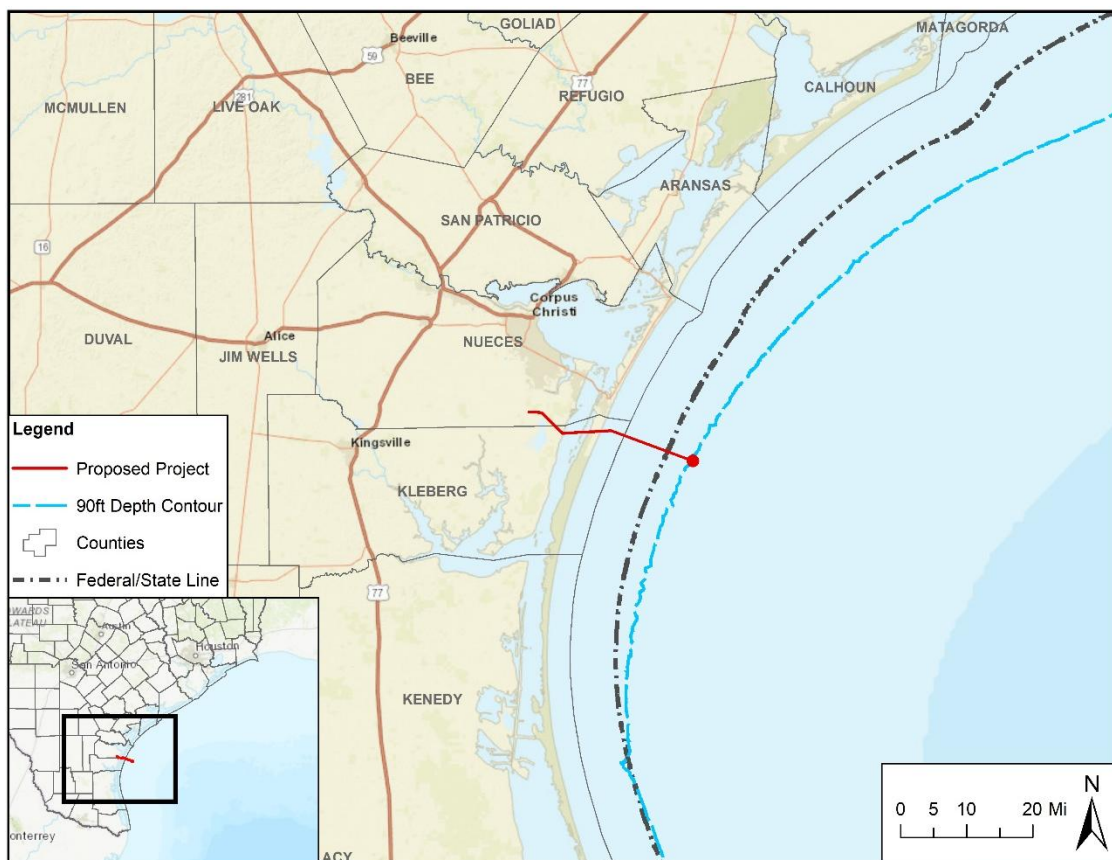 GOLIAD
MATAGORDA
Beeville
59
BEE
77
CALHOUN
281
REFUGIO
MCMULLEN
LIVE OAK
ARANSAS
SAN PATRICIO
16
Corpus
Christi
DUVAL
Alice
NUECES
JIM WELLS
Legend
Kingsville
Proposed Project
KLEBERG
90ft Depth Contour
Counties
Federal/State Line
77
Austin
Houston
San Antonio
KENEDY
N
0 5 10 20 Mi